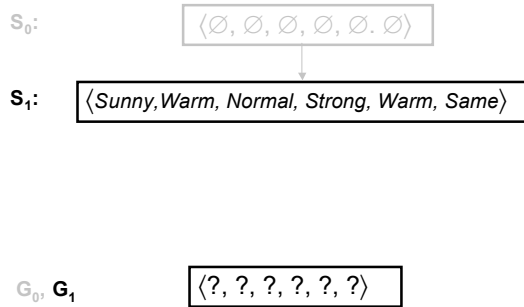 S₀: ⟨∅, ∅, ∅, ∅, ∅. ∅⟩
S₁: ⟨Sunny,Warm, Normal, Strong, Warm, Same⟩
G₀, G₁ ⟨?, ?, ?, ?, ?, ?⟩